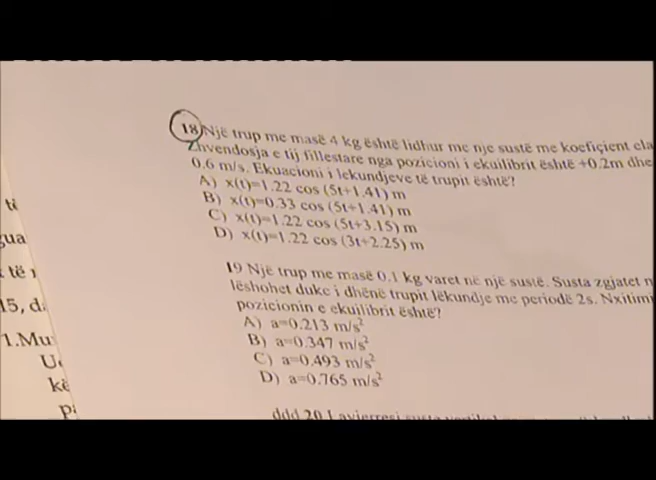 18 Një trup me masë 4 kg është lidhur me nje sustë me koefiçient ela
Zhvendosja e tij fillestare nga pozicioni i ekuilibrit është +0.2m dhe
0.6 m/s. Ekuacioni i lekundjeve të trupit është?
A) x(t)=1.22 cos (5t+1.41) m
B) x(t)=0.33 cos (5t+1.41) m
C) x(t)=1.22 cos (5t+3.15) m
D) x(t)=1.22 cos (3t+2.25) m
19 Një trup me masë 0.1 kg varet në një sustë. Susta zgjatet n
lëshohet duke i dhënë trupit lëkundje me periodë 2s. Nxitimi
pozicionin e ekuilibrit është?
A) a=0.213 m/s²
B) a=0.347 m/s²
C) a=0.493 m/s²
D) a=0.765 m/s²
ddd 20 1
të
gua
të
15, d
1.Mu
U
kë
p